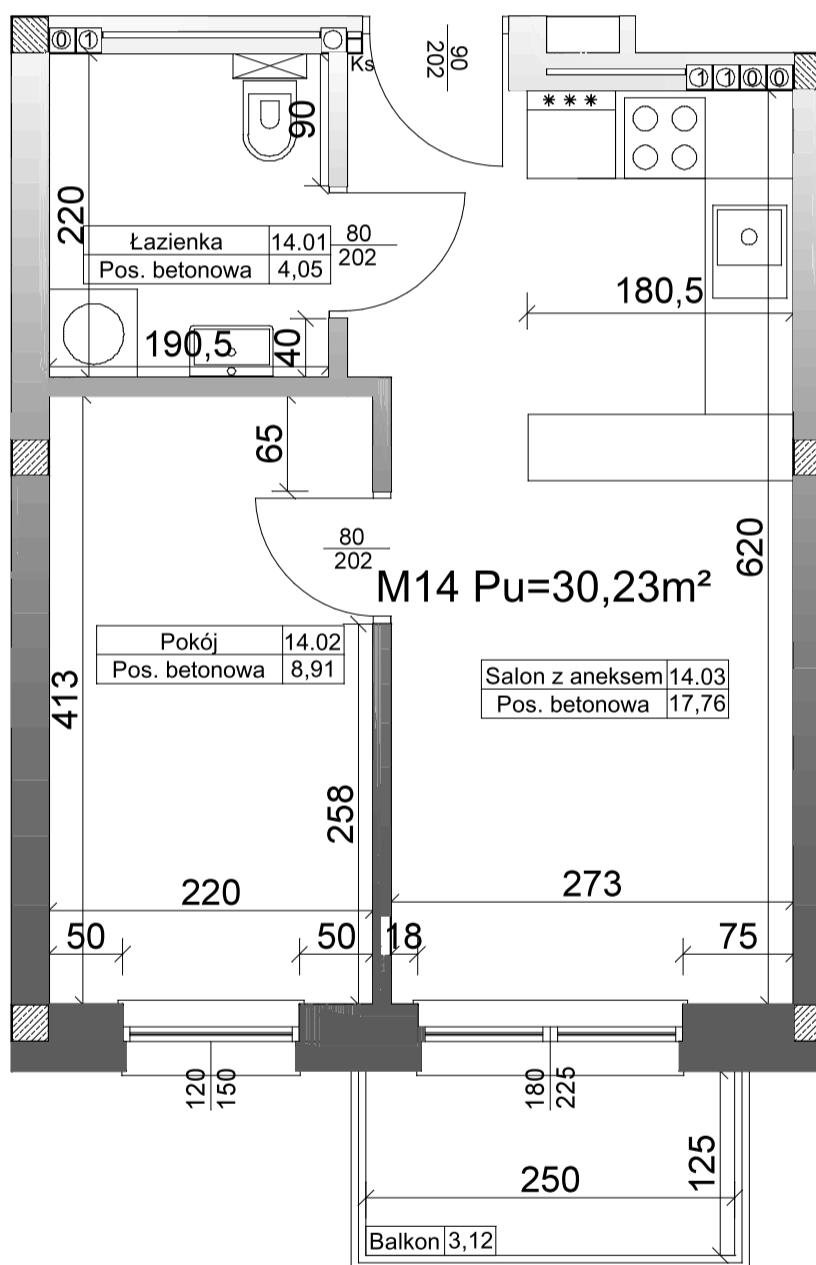 0 1
Ks
90
202
1 1 0 0
***
90
220
Łazienka 14.01
Pos. betonowa 4,05
80
202
180,5
190,5
40
65
80
202
620
M14 Pu=30,23m²
Pokój 14.02
Pos. betonowa 8,91
Salon z aneksem 14.03
Pos. betonowa 17,76
413
258
220
273
50
50
18
75
120
150
180
225
125
250
Balkon 3,12